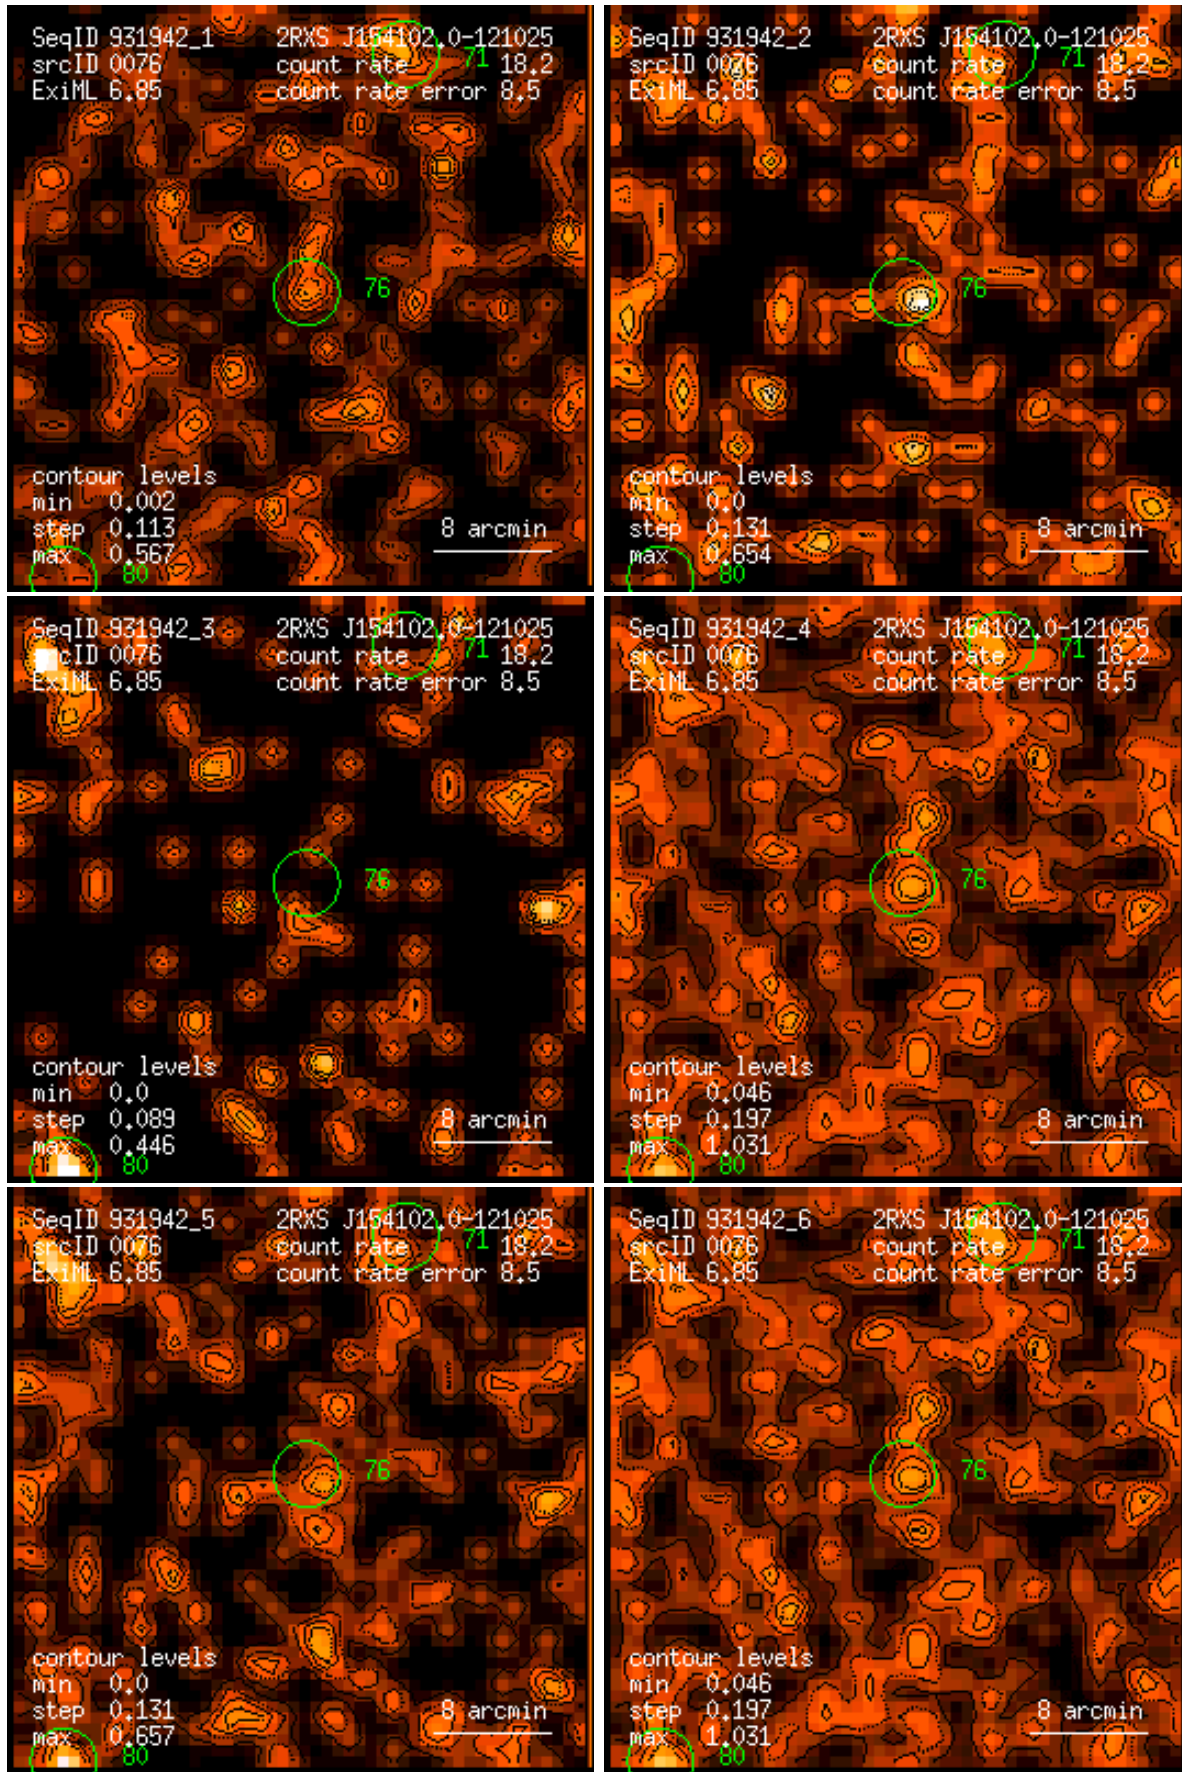 SeqID 931942_1 2RXS J154102.0-121025
srcID 0076 count rate 71 18.2
ExiML 6.85 count rate error 8.5
76
contour levels
min 0.002
step 0.113 8 arcmin
max 0.567
80
SeqID 931942_2 2RXS J154102.0-121025
srcID 0076 count rate 71 18.2
ExiML 6.85 count rate error 8.5
76
contour levels
min 0.0
step 0.131 8 arcmin
max 0.654
80
SeqID 931942_3 2RXS J154102.0-121025
srcID 0076 count rate 71 18.2
ExiML 6.85 count rate error 8.5
76
contour levels
min 0.0
step 0.089 8 arcmin
max 0.446
80
SeqID 931942_4 2RXS J154102.0-121025
srcID 0076 count rate 71 18.2
ExiML 6.85 count rate error 8.5
76
contour levels
min 0.046
step 0.197 8 arcmin
max 1.031
80
SeqID 931942_5 2RXS J154102.0-121025
srcID 0076 count rate 71 18.2
ExiML 6.85 count rate error 8.5
76
contour levels
min 0.0
step 0.131 8 arcmin
max 0.657
80
SeqID 931942_6 2RXS J154102.0-121025
srcID 0076 count rate 71 18.2
ExiML 6.85 count rate error 8.5
76
contour levels
min 0.046
step 0.197 8 arcmin
max 1.031
80